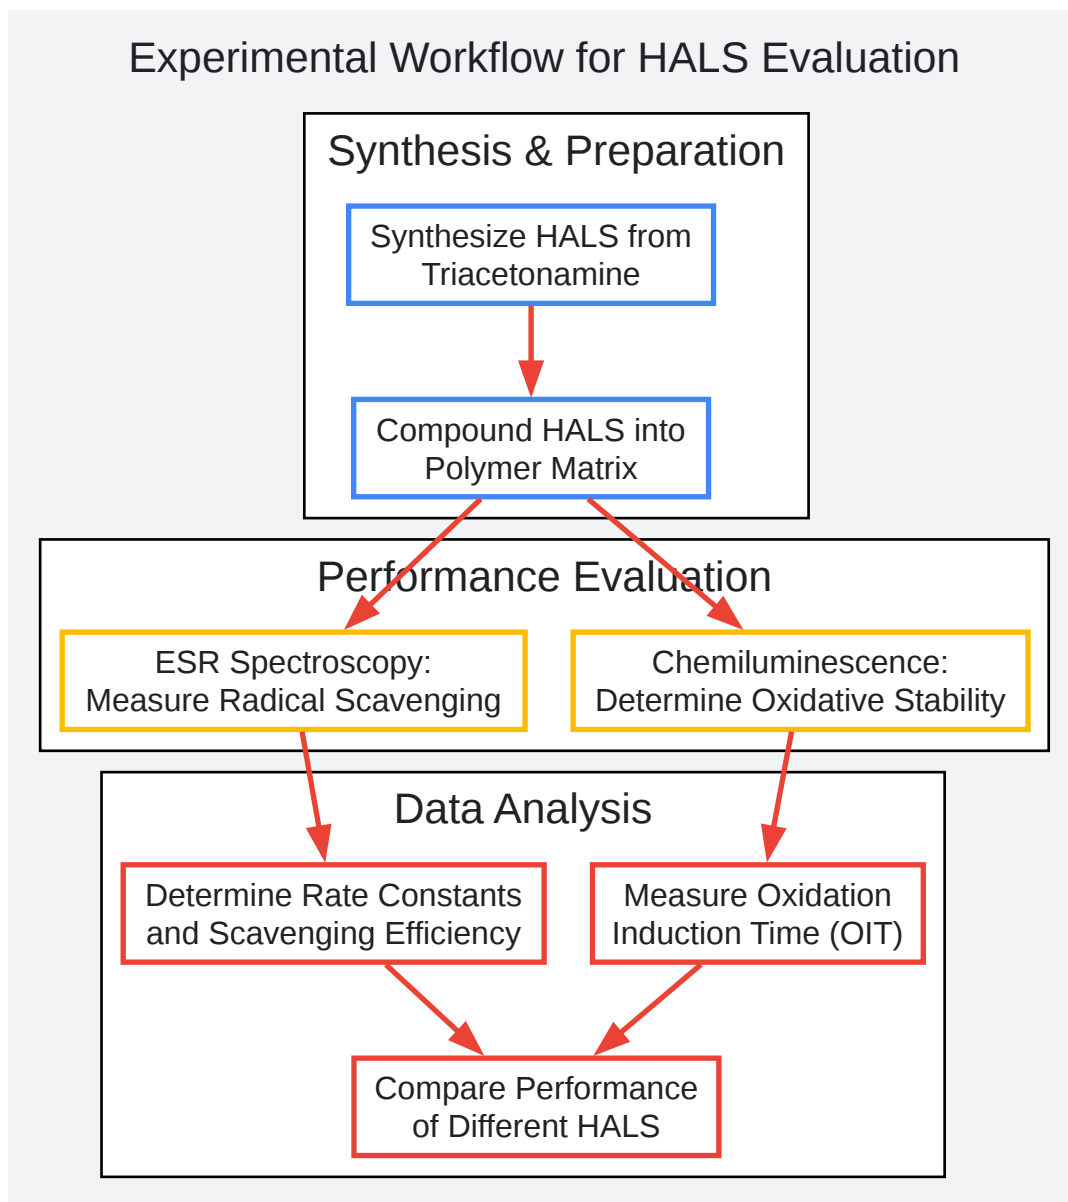 Experimental Workflow for HALS Evaluation
Synthesis & Preparation
Synthesize HALS from
Triacetonamine
Compound HALS into
Polymer Matrix
Performance Evaluation
ESR Spectroscopy:
Measure Radical Scavenging
Chemiluminescence:
Determine Oxidative Stability
Data Analysis
Determine Rate Constants
and Scavenging Efficiency
Measure Oxidation
Induction Time (OIT)
Compare Performance
of Different HALS